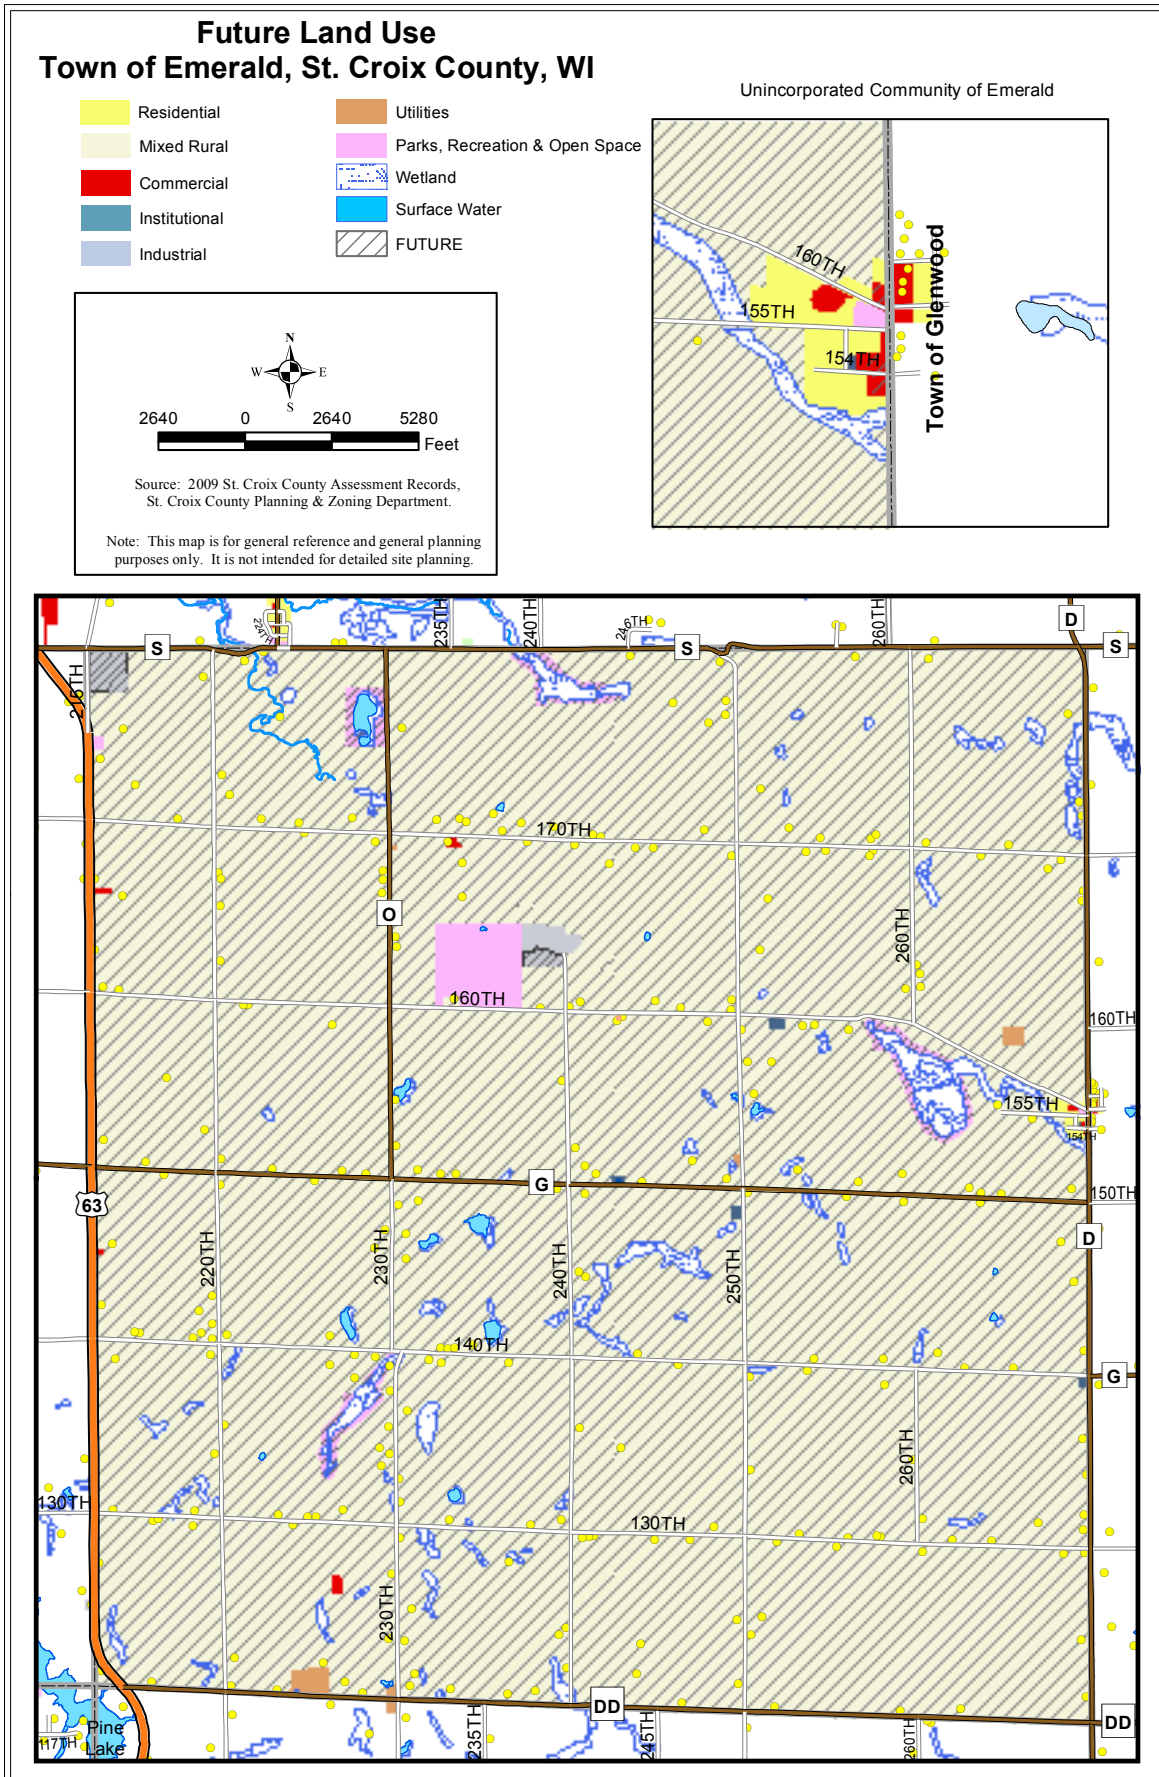 Future Land Use
Town of Emerald, St. Croix County, WI
Residential
Mixed Rural
Commercial
Institutional
Industrial
Utilities
Parks, Recreation & Open Space
Wetland
Surface Water
FUTURE
Unincorporated Community of Emerald
160TH
155TH
154TH
Town of Glenwood
N
W
E
S
2640
0
2640
5280
Feet
Source: 2009 St. Croix County Assessment Records,
St. Croix County Planning & Zoning Department.
Note: This map is for general reference and general planning
purposes only. It is not intended for detailed site planning.
224TH
235TH
240TH
246TH
260TH
D
S
S
S
215TH
170TH
O
260TH
160TH
160TH
155TH
154TH
G
150TH
63
D
220TH
230TH
240TH
250TH
140TH
G
260TH
130TH
130TH
230TH
DD
DD
Pine
Lake
117TH
235TH
245TH
260TH